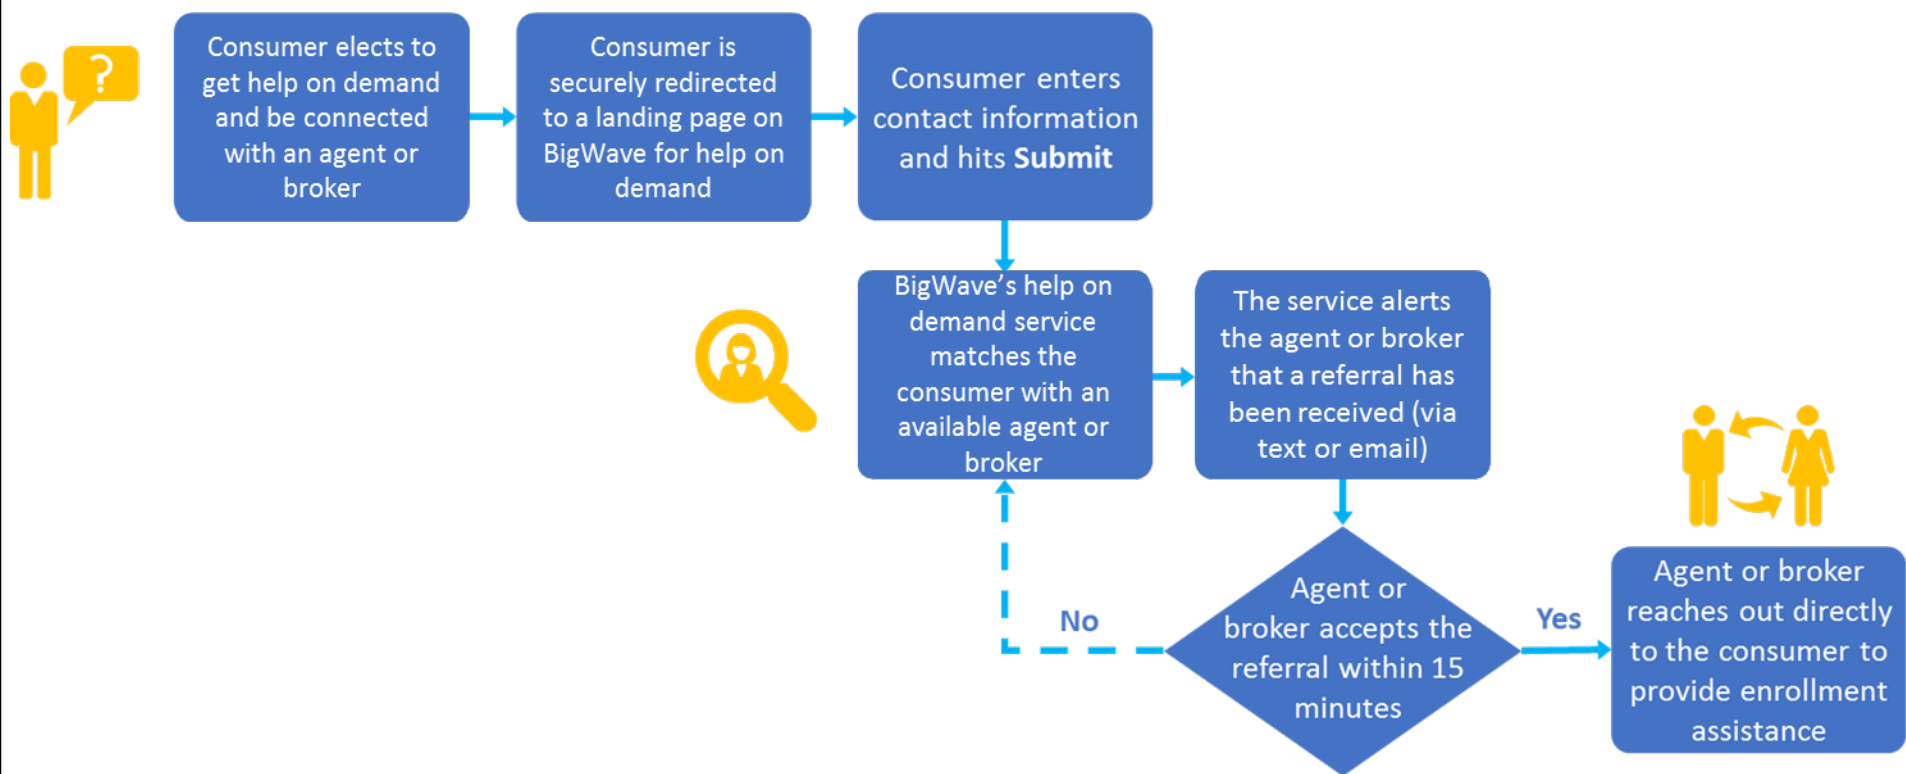 ?
Consumer elects to
get help on demand
and be connected
with an agent or
broker
Consumer is
securely redirected
to a landing page on
BigWave for help on
demand
Consumer enters
contact information
and hits Submit
BigWave’s help on
demand service
matches the
consumer with an
available agent or
broker
The service alerts
the agent or broker
that a referral has
been received (via
text or email)
Agent or
broker accepts the
referral within 15
minutes
No
Yes
Agent or broker
reaches out directly
to the consumer to
provide enrollment
assistance